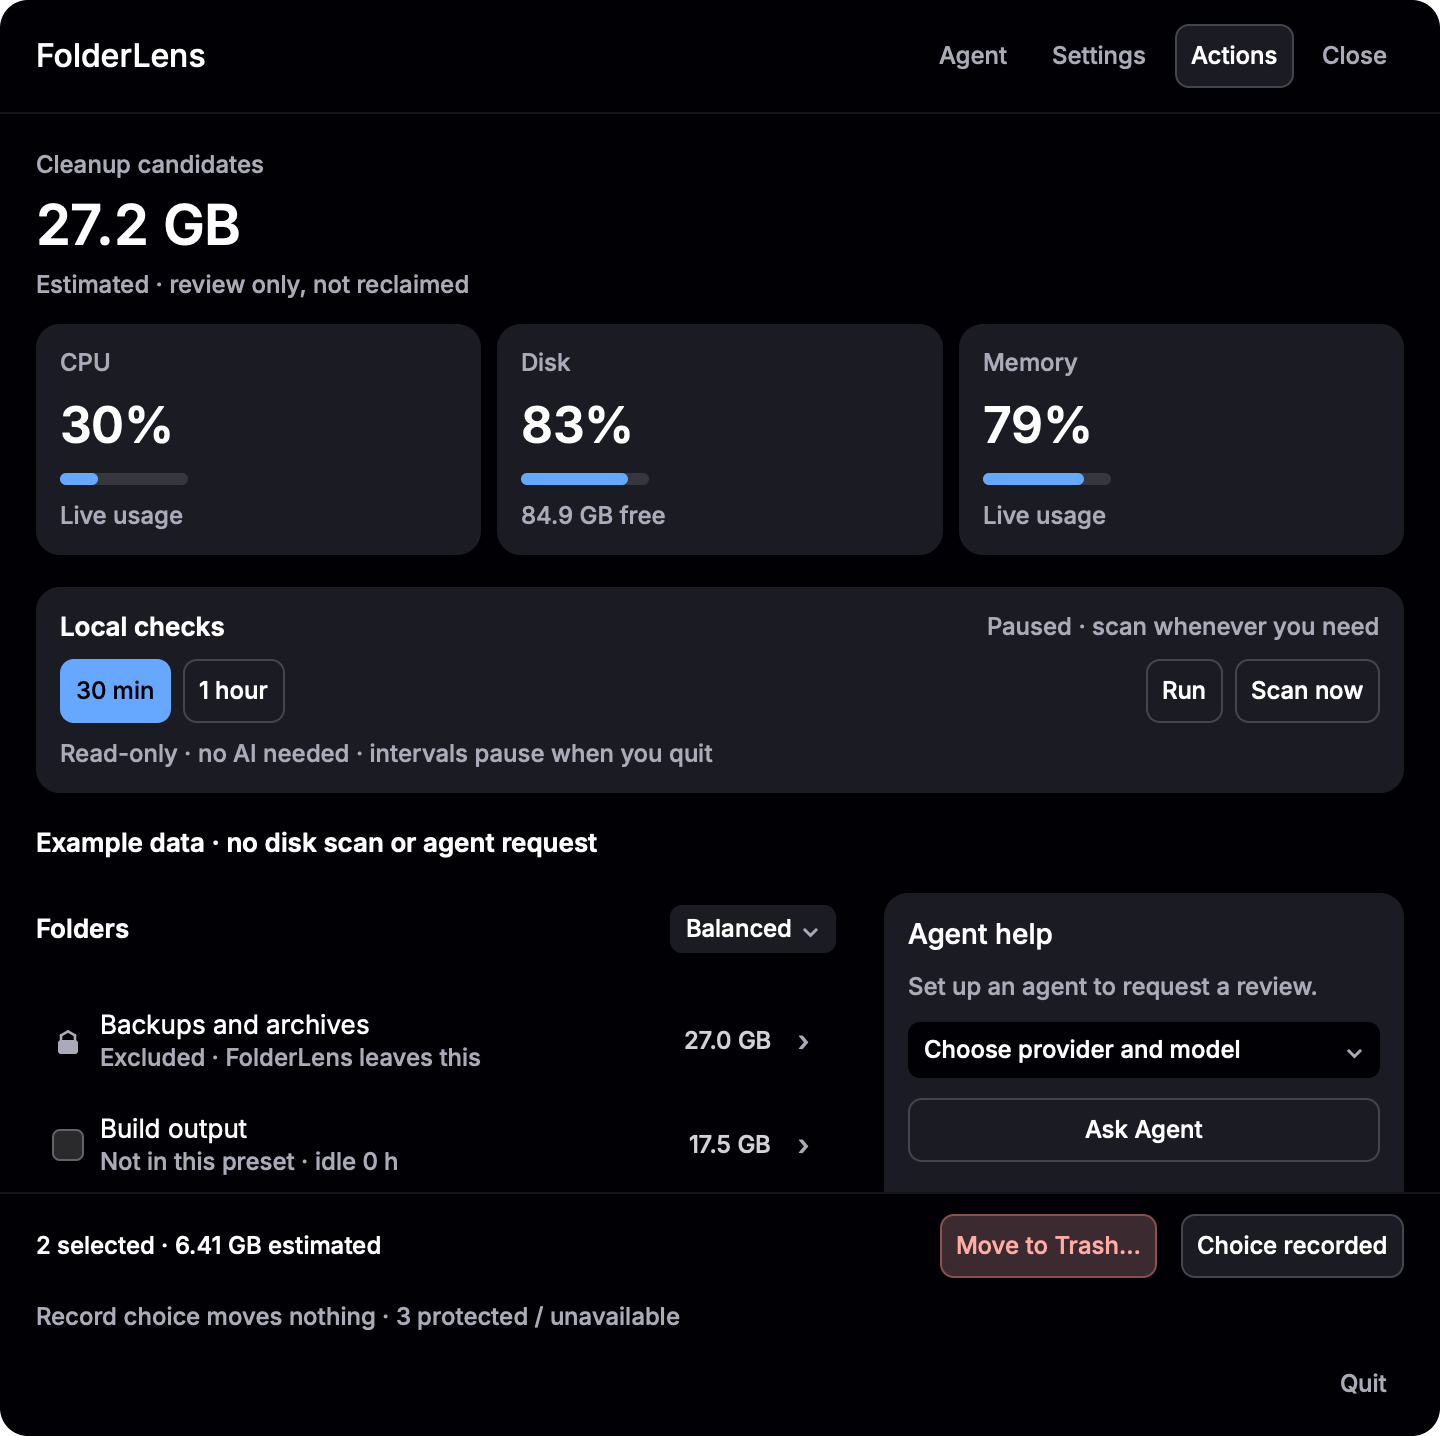 FolderLens
Agent
Settings
Actions
Close
Cleanup candidates
27.2 GB
Estimated · review only, not reclaimed
CPU
30%
Live usage
Disk
83%
84.9 GB free
Memory
79%
Live usage
Local checks
Paused · scan whenever you need
30 min
1 hour
Run
Scan now
Read-only · no AI needed · intervals pause when you quit
Example data · no disk scan or agent request
Folders
Balanced
Backups and archives
Excluded · FolderLens leaves this
27.0 GB
Build output
Not in this preset · idle 0 h
17.5 GB
Agent help
Set up an agent to request a review.
Choose provider and model
Ask Agent
2 selected · 6.41 GB estimated
Move to Trash...
Choice recorded
Record choice moves nothing · 3 protected / unavailable
Quit